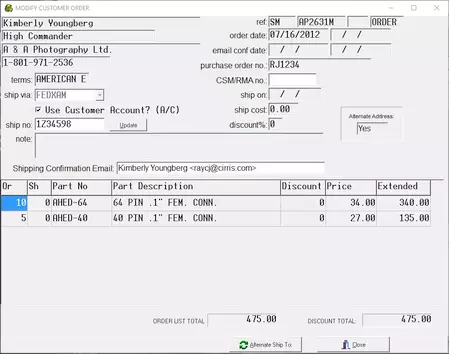 MODIFY CUSTOMER ORDER
Kimberly Youngberg
High Commander
A & A Photography Ltd.
1-801-971-2536
terms: AMERICAN E
ship via: FEDXAM
Use Customer Account? (A/C)
ship no: 1Z34598 Update
note:
ref: SM AP2631M ORDER
order date: 07/16/2012 / /
email conf date: / / / /
purchase order no.: RJ1234
CSM/RMA no.:
ship on: / /
ship cost: 0.00
discount%: 0
Alternate Address:
Yes
Shipping Confirmation Email: Kimberly Youngberg <raycj@cirris.com>
Or Sh Part No Part Description Discount Price Extended
10 0 AHED-64 64 PIN .1" FEM. CONN. 0 34.00 340.00
5 0 AHED-40 40 PIN .1" FEM. CONN. 0 27.00 135.00
ORDER LIST TOTAL 475.00 DISCOUNT TOTAL: 475.00
Alternate Ship To: Close